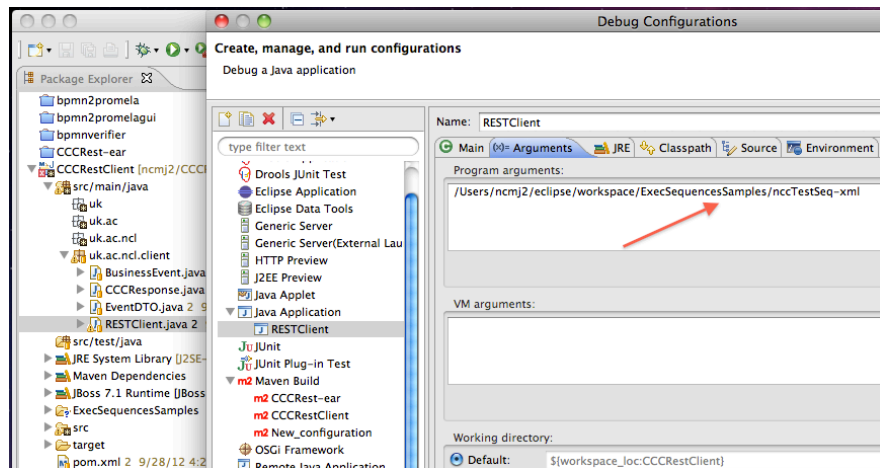 Debug Configurations
Create, manage, and run configurations
Debug a Java application
Package Explorer
bpmn2promela
bpmn2promelagui
bpmnverifier
CCCRest-ear
CCCRestClient [ncmj2/CCCF
src/main/java
uk
uk.ac
uk.ac.ncl
uk.ac.ncl.client
BusinessEvent.java
CCCResponse.java
EventDTO.java 2 9
RESTClient.java 2
src/test/java
JRE System Library [J2SE-
Maven Dependencies
JBoss 7.1 Runtime [JBoss
ExecSequencesSamples
src
target
pom.xml 2 9/28/12 4:2
type filter text
Drools JUnit Test
Eclipse Application
Eclipse Data Tools
Generic Server
Generic Server(External Lau
HTTP Preview
J2EE Preview
Java Applet
Java Application
RESTClient
JUnit
JUnit Plug-in Test
m2 Maven Build
m2 CCCRest-ear
m2 CCCRestClient
m2 New_configuration
OSGi Framework
Remote Java Application
Name: RESTClient
Main (x)= Arguments JRE Classpath Source Environment
Program arguments:
/Users/ncmj2/eclipse/workspace/ExecSequencesSamples/nccTestSeq-xml
VM arguments:
Working directory:
Default: ${workspace_loc:CCCRestClient}